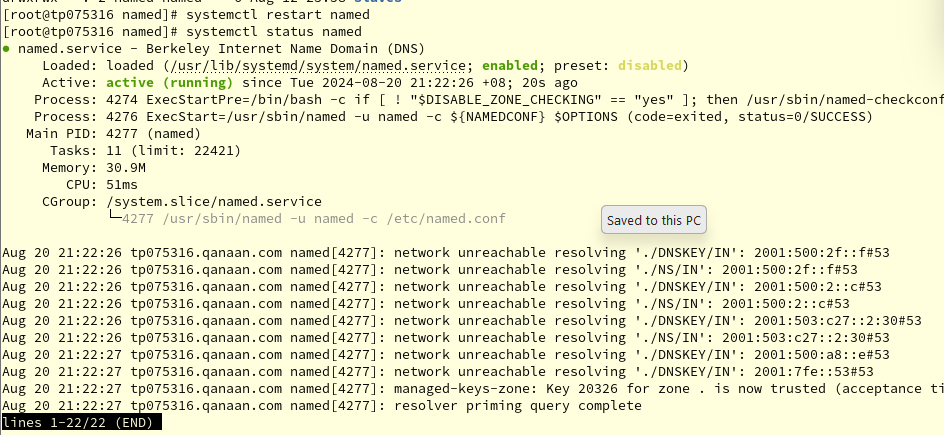 [root@tp075316 named]# systemctl restart named
[root@tp075316 named]# systemctl status named
● named.service - Berkeley Internet Name Domain (DNS)
Loaded: loaded (/usr/lib/systemd/system/named.service; enabled; preset: disabled)
Active: active (running) since Tue 2024-08-20 21:22:26 +08; 20s ago
Process: 4274 ExecStartPre=/bin/bash -c if [ ! "$DISABLE_ZONE_CHECKING" == "yes" ]; then /usr/sbin/named-checkconf
Process: 4276 ExecStart=/usr/sbin/named -u named -c ${NAMEDCONF} $OPTIONS (code=exited, status=0/SUCCESS)
Main PID: 4277 (named)
Tasks: 11 (limit: 22421)
Memory: 30.9M
CPU: 51ms
CGroup: /system.slice/named.service
└─4277 /usr/sbin/named -u named -c /etc/named.conf
Saved to this PC
Aug 20 21:22:26 tp075316.qanaan.com named[4277]: network unreachable resolving './DNSKEY/IN': 2001:500:2f::f#53
Aug 20 21:22:26 tp075316.qanaan.com named[4277]: network unreachable resolving './NS/IN': 2001:500:2f::f#53
Aug 20 21:22:26 tp075316.qanaan.com named[4277]: network unreachable resolving './DNSKEY/IN': 2001:500:2::c#53
Aug 20 21:22:26 tp075316.qanaan.com named[4277]: network unreachable resolving './NS/IN': 2001:500:2::c#53
Aug 20 21:22:26 tp075316.qanaan.com named[4277]: network unreachable resolving './DNSKEY/IN': 2001:503:c27::2:30#53
Aug 20 21:22:26 tp075316.qanaan.com named[4277]: network unreachable resolving './NS/IN': 2001:503:c27::2:30#53
Aug 20 21:22:27 tp075316.qanaan.com named[4277]: network unreachable resolving './DNSKEY/IN': 2001:500:a8::e#53
Aug 20 21:22:27 tp075316.qanaan.com named[4277]: network unreachable resolving './DNSKEY/IN': 2001:7fe::53#53
Aug 20 21:22:27 tp075316.qanaan.com named[4277]: managed-keys-zone: Key 20326 for zone . is now trusted (acceptance ti
Aug 20 21:22:27 tp075316.qanaan.com named[4277]: resolver priming query complete
lines 1-22/22 (END)